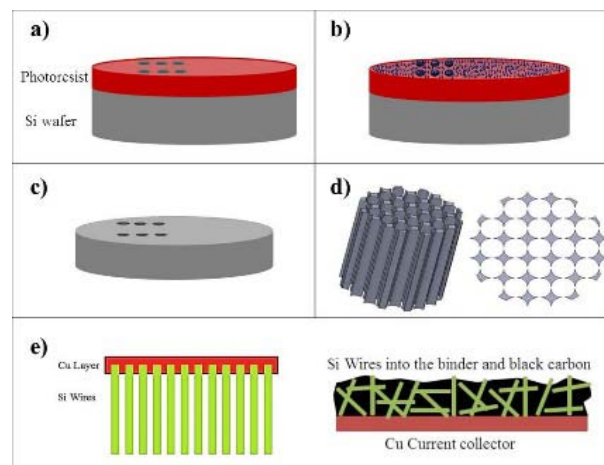 a)
b)
Photoresist
Si wafer
c)
d)
e)
Cu Layer
Si Wires
Si Wires into the binder and black carbon
Cu Current collector